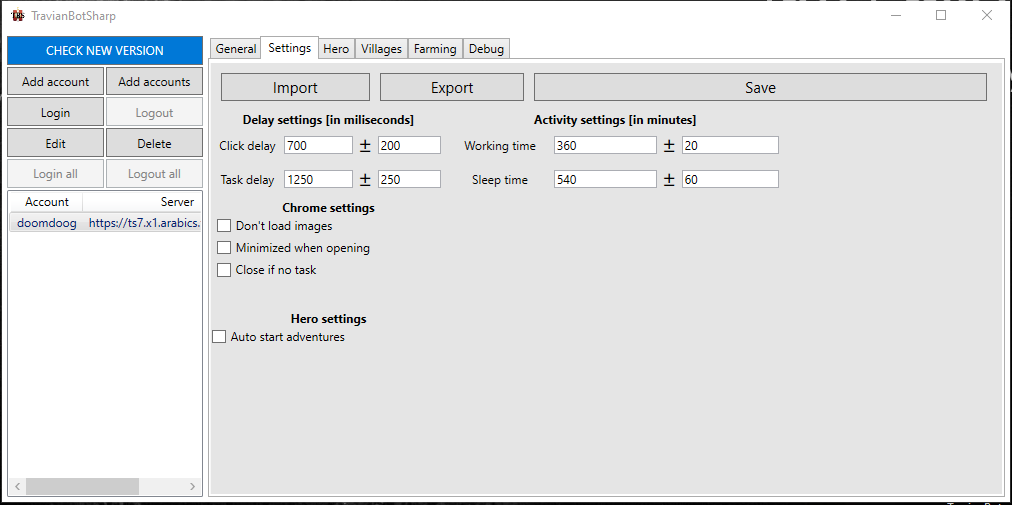 TravianBotSharp
CHECK NEW VERSION
Add account Add accounts
Login Logout
Edit Delete
Login all Logout all
Account Server
doomdoog https://ts7.x1.arabics.
General Settings Hero Villages Farming Debug
Import Export Save
Delay settings [in miliseconds] Activity settings [in minutes]
Click delay 700 ± 200 Working time 360 ± 20
Task delay 1250 ± 250 Sleep time 540 ± 60
Chrome settings
Don't load images
Minimized when opening
Close if no task
Hero settings
Auto start adventures